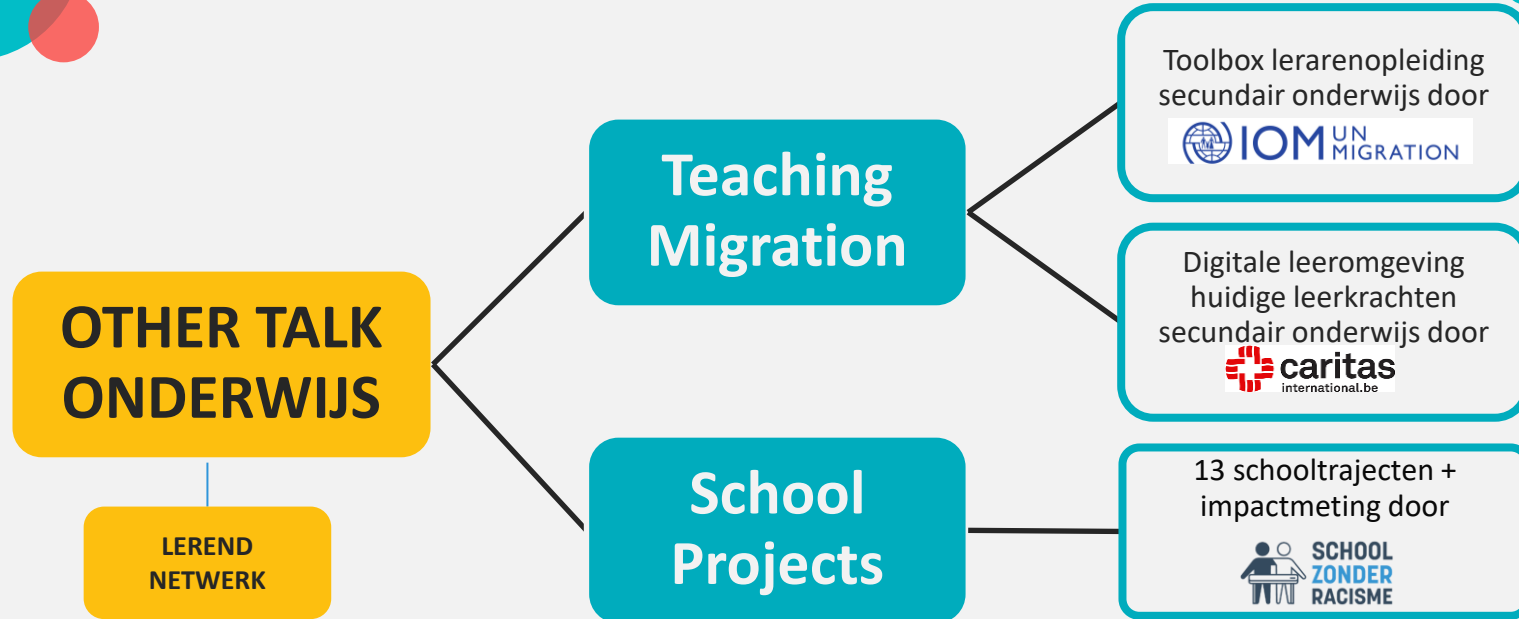 OTHER TALK
ONDERWIJS
LEREND
NETWERK
Teaching
Migration
School
Projects
Toolbox lerarenopleiding
secundair onderwijs door
IOM UN
MIGRATION
Digitale leeromgeving
huidige leerkrachten
secundair onderwijs door
caritas
international.be
13 schooltrajecten +
impactmeting door
SCHOOL
ZONDER
RACISME